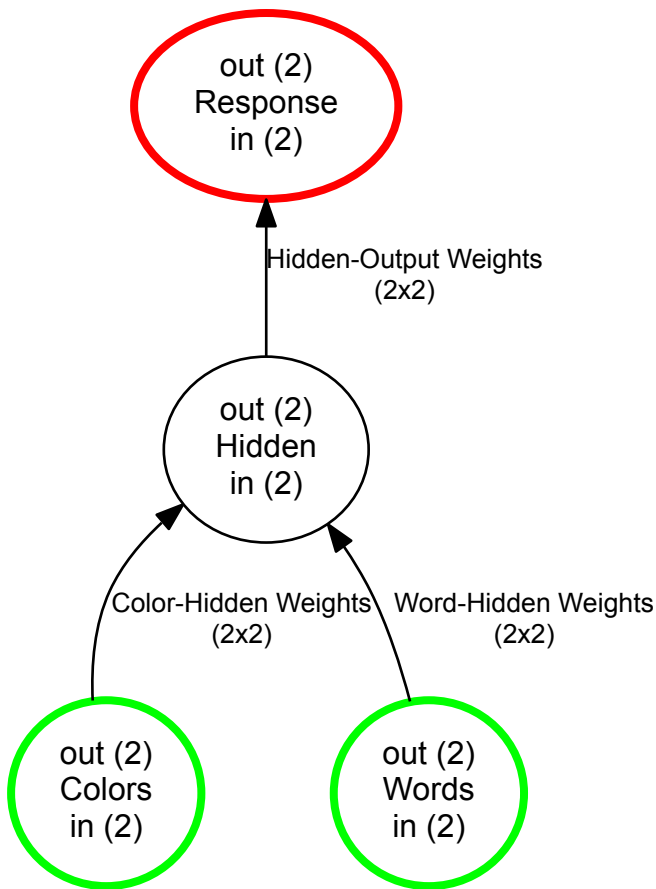 out (2)
Response
in (2)
Hidden-Output Weights
(2x2)
out (2)
Hidden
in (2)
Color-Hidden Weights
(2x2)
Word-Hidden Weights
(2x2)
out (2)
Colors
in (2)
out (2)
Words
in (2)